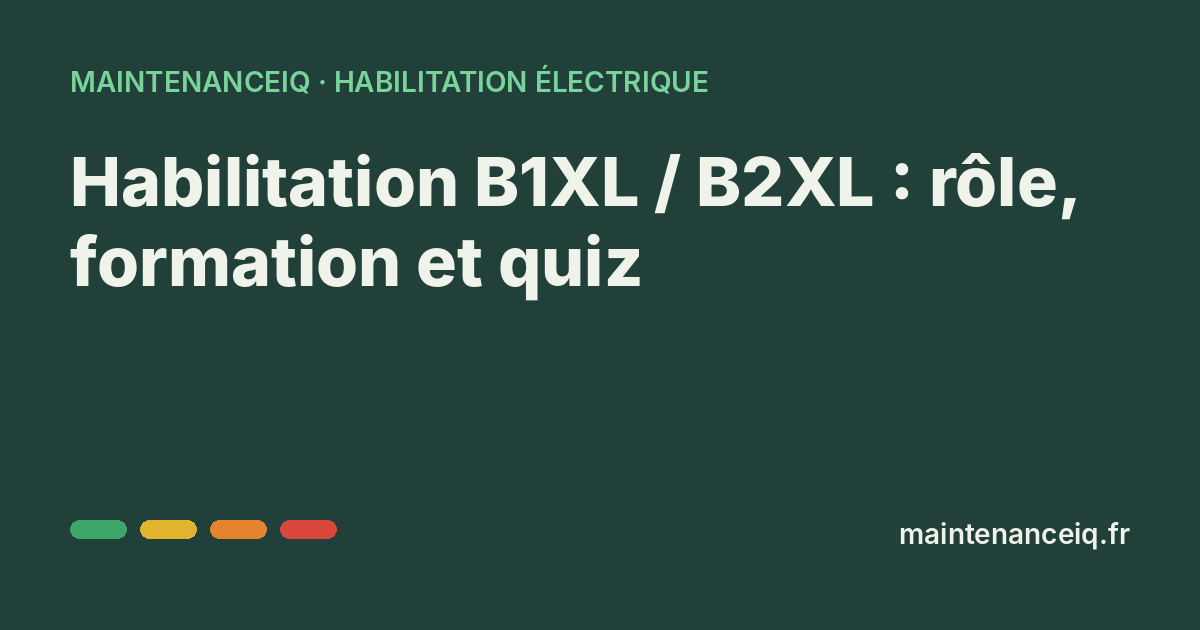 MAINTENANCEIQ · HABILITATION ÉLECTRIQUE
Habilitation B1XL / B2XL : rôle,
formation et quiz
maintenanceiq.fr